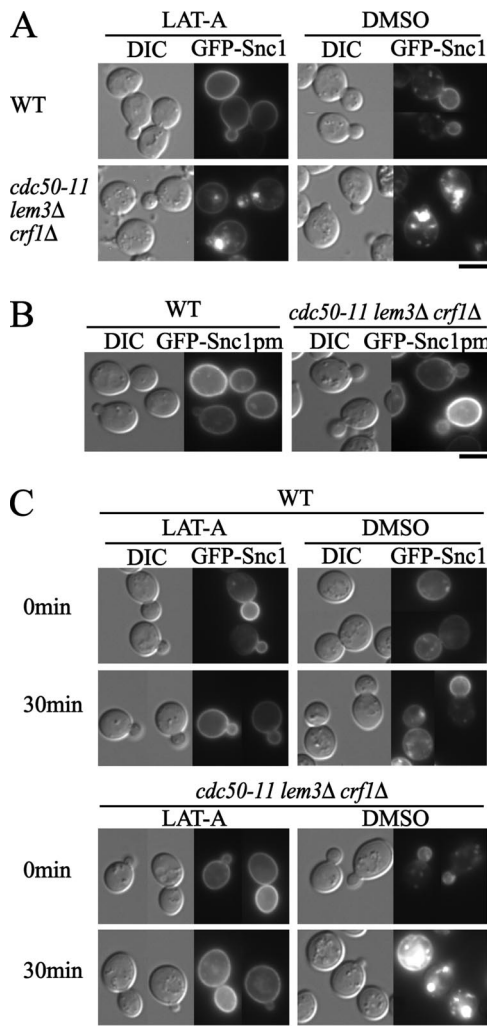 A
LAT-A DMSO
DIC GFP-Snc1 DIC GFP-Snc1
WT
cdc50-11
lem3Δ
crf1Δ
B
WT cdc50-11 lem3Δ crf1Δ
DIC GFP-Snc1pm DIC GFP-Snc1pm
C
WT
LAT-A DMSO
DIC GFP-Snc1 DIC GFP-Snc1
0min
30min
cdc50-11 lem3Δ crf1Δ
LAT-A DMSO
0min
30min